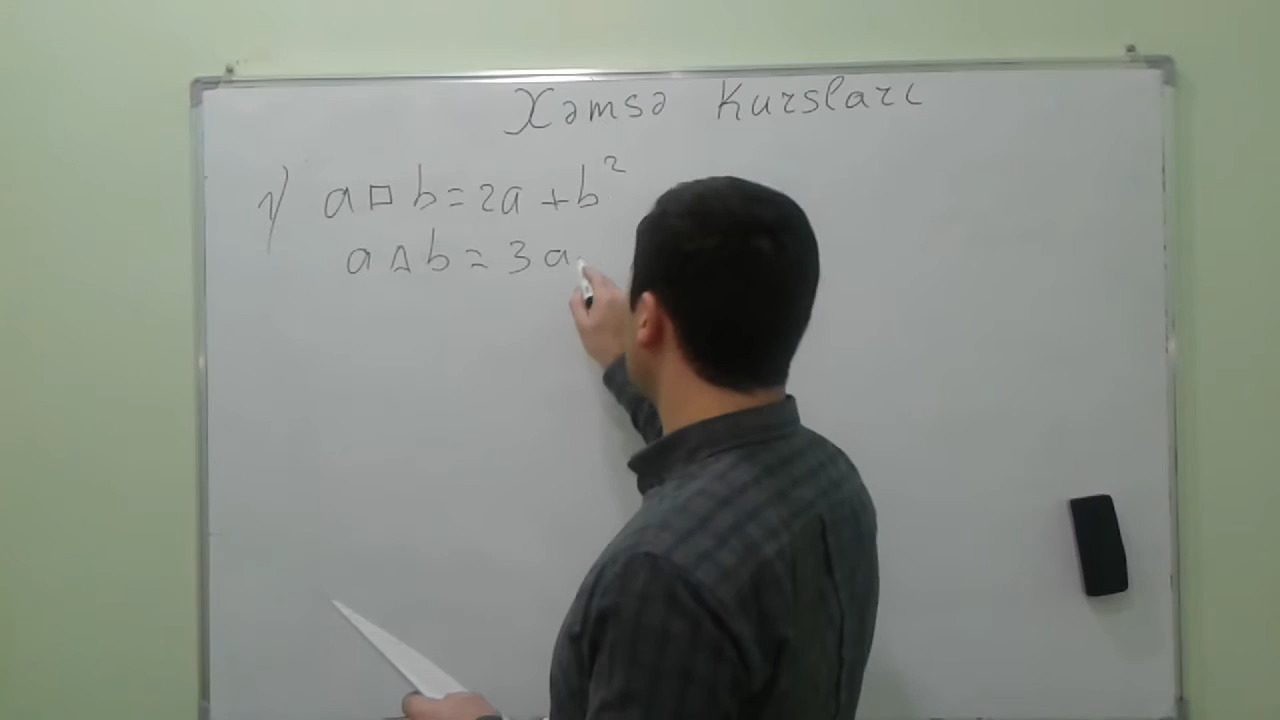 Xəmsə Kursları
1) a □ b = 2a + b²
a △ b = 3a